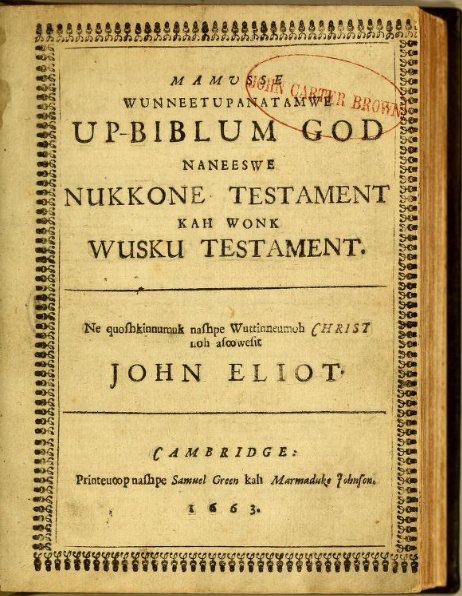 MAMVSSE
WUNNEETUPANATAMWE
UP-BIBLUM GOD
NANEESWE
NUKKONE TESTAMENT
KAH WONK
WUSKU TESTAMENT.
JOHN CARTER BROWN
Ne quoshkinnumuk nashpe Wuttinneumoh CHRIST
noh asoowesit
JOHN ELIOT.
CAMBRIDGE:
Printeuoop nashpe Samuel Green kah Marmaduke Johnson.
1663.